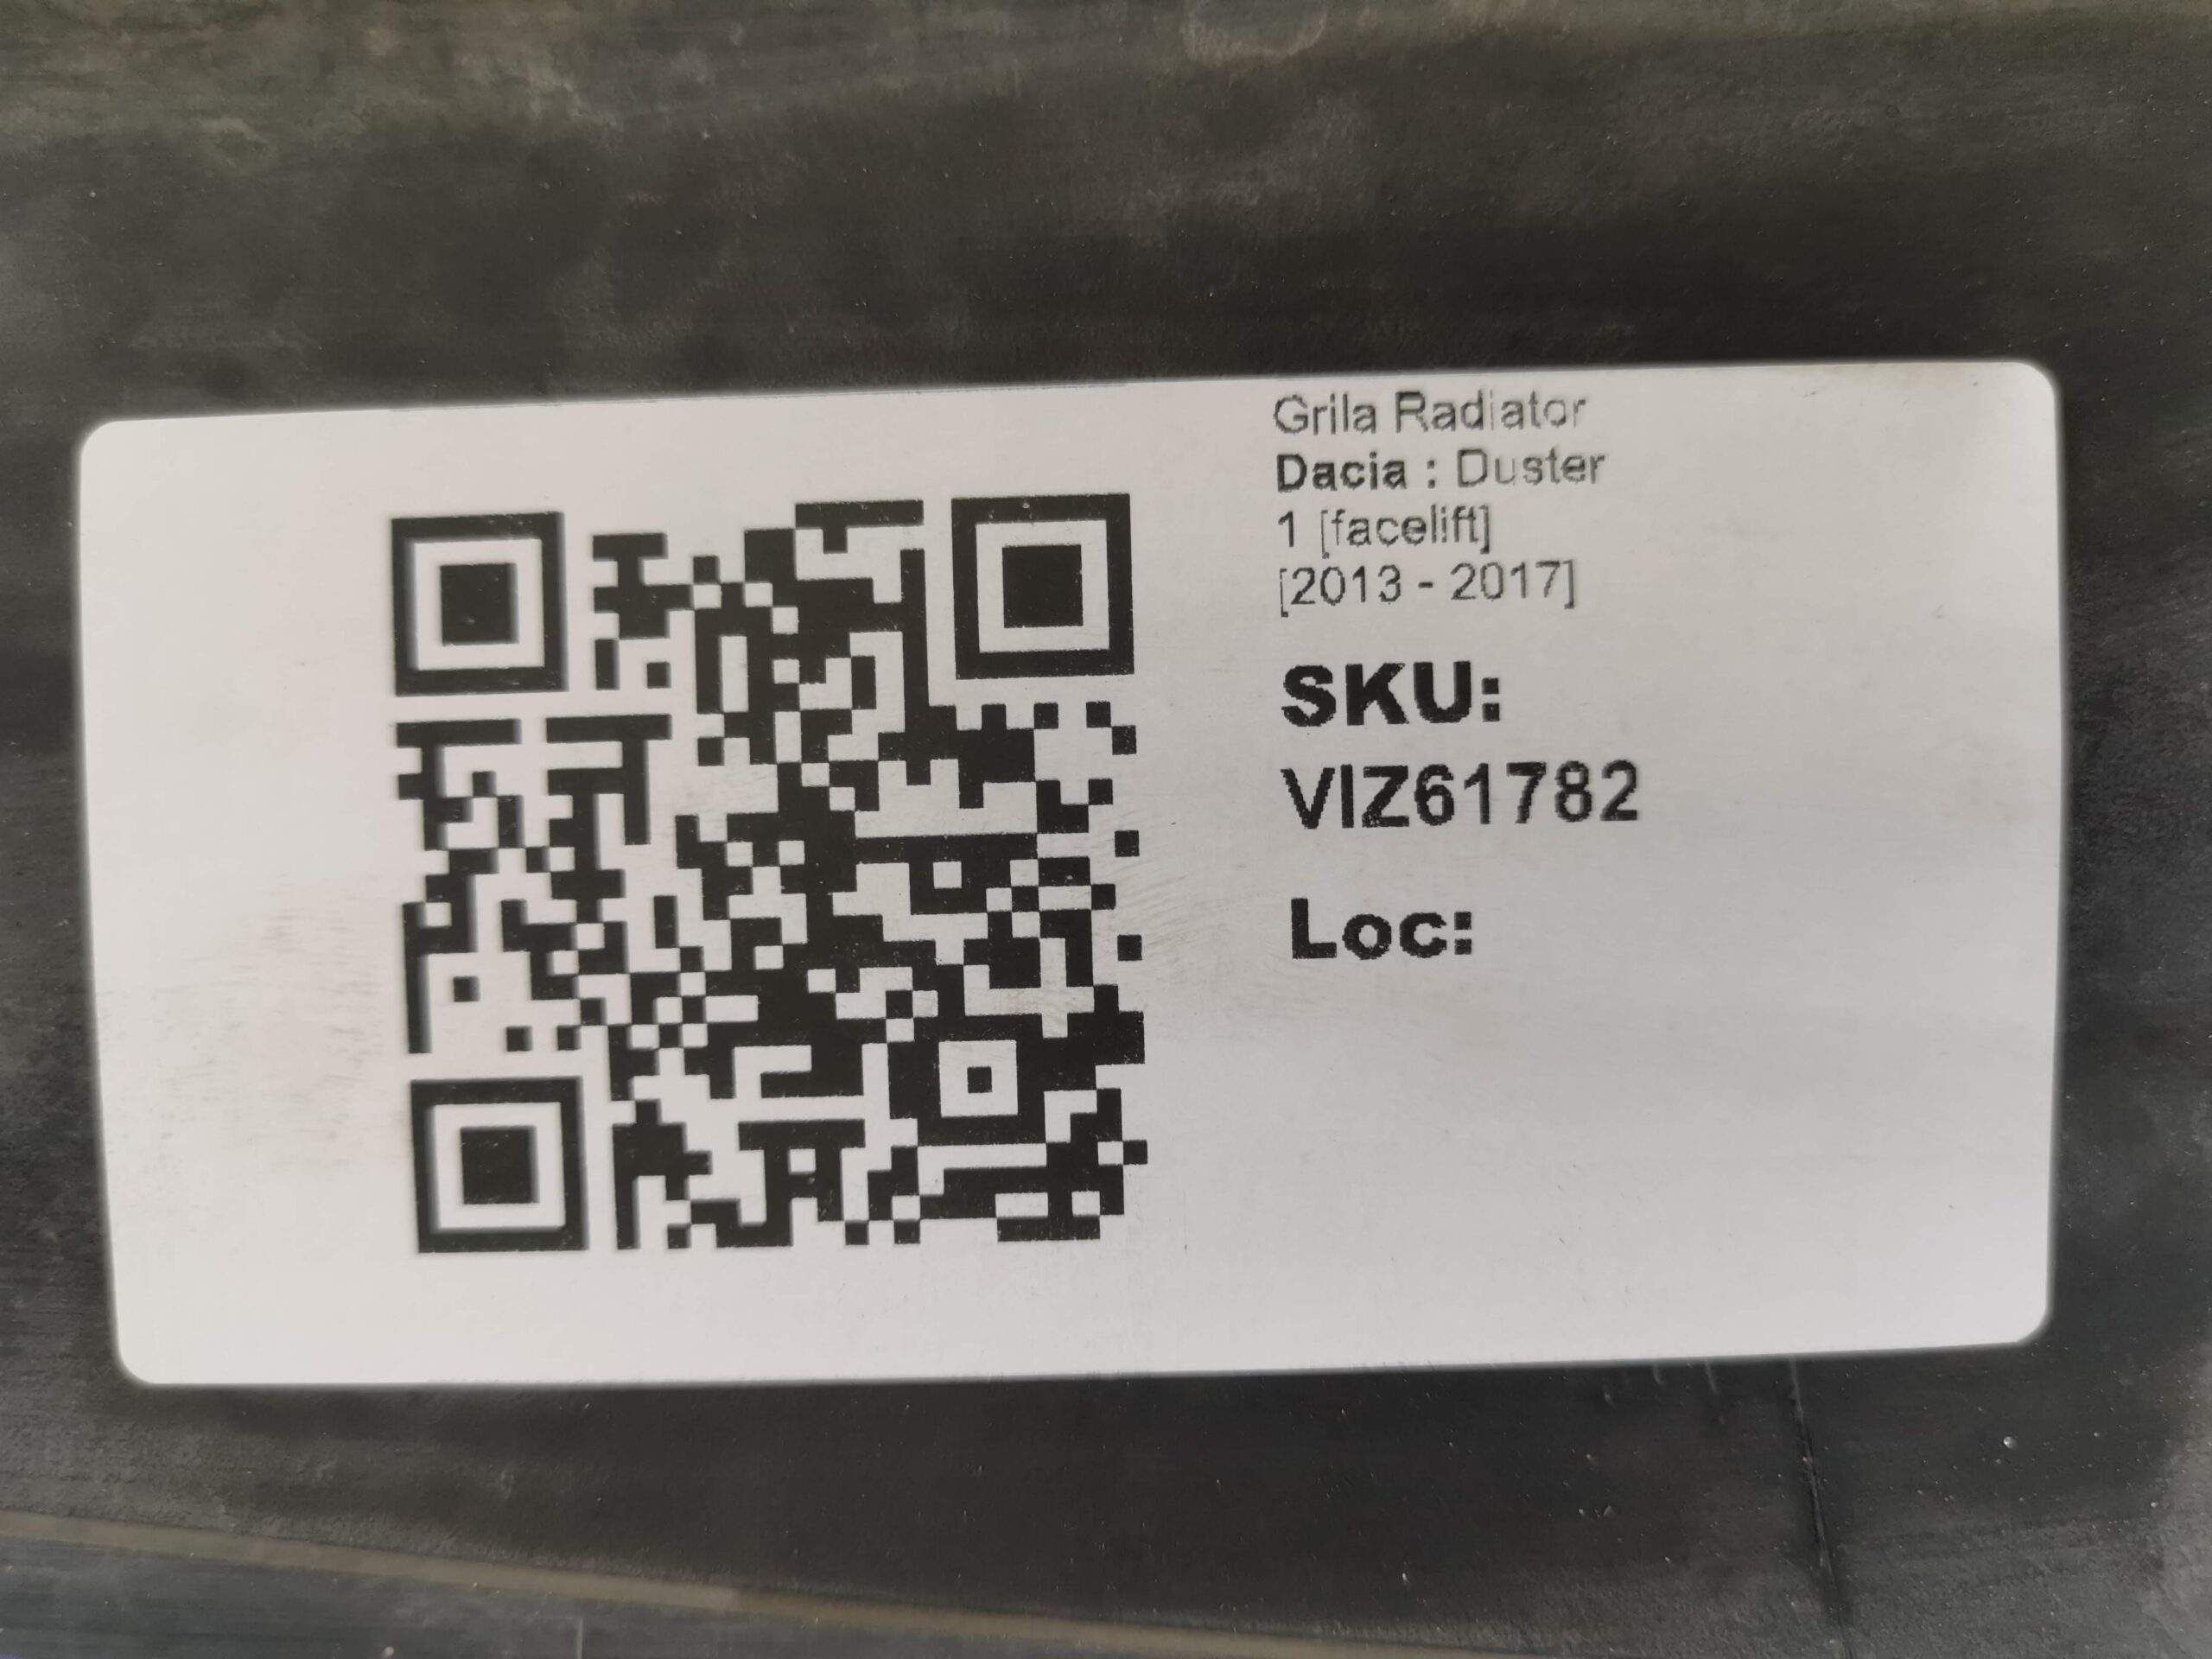 Grila Radiator
Dacia : Duster
1 [facelift]
[2013 - 2017]
SKU:
VIZ61782
Loc: